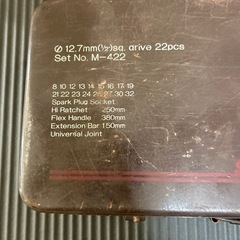 ⌀ 12.7mm(½)sq. drive 22pcs
Set No. M-422
8 10 12 13 14 15 16 17 19
21 22 23 24 26 27 30 32
Spark Plug Socket
Hi Ratchet 250mm
Flex Handle 380mm
Extension Bar 150mm
Universal Joint